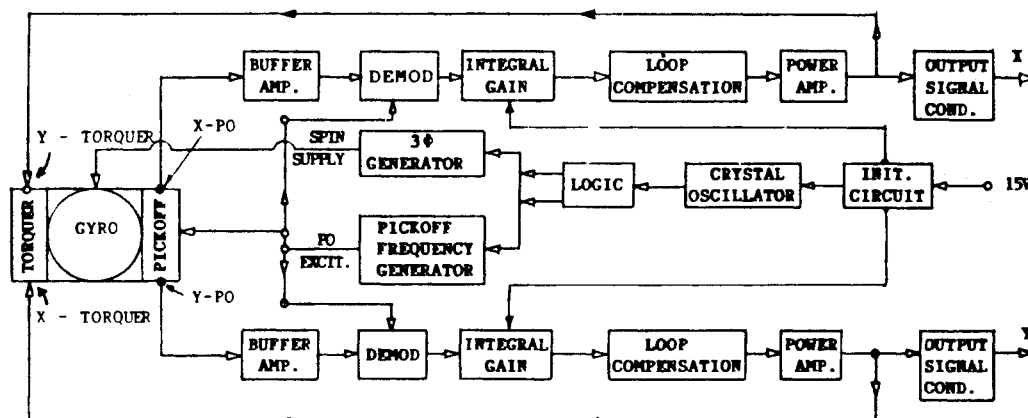 X
BUFFER
AMP.
DEMOD
INTEGRAL
GAIN
LOOP
COMPENSATION
POWER
AMP.
OUTPUT
SIGNAL
COND.
X-PO
Y - TORQUER
SPIN
SUPPLY
3Φ
GENERATOR
LOGIC
CRYSTAL
OSCILLATOR
INIT.
CIRCUIT
15V
TORQUER
GYRO
PICKOFF
PO
EXCIT.
PICKOFF
FREQUENCY
GENERATOR
Y-PO
X - TORQUER
BUFFER
AMP.
DEMOD
INTEGRAL
GAIN
LOOP
COMPENSATION
POWER
AMP.
OUTPUT
SIGNAL
COND.
Y